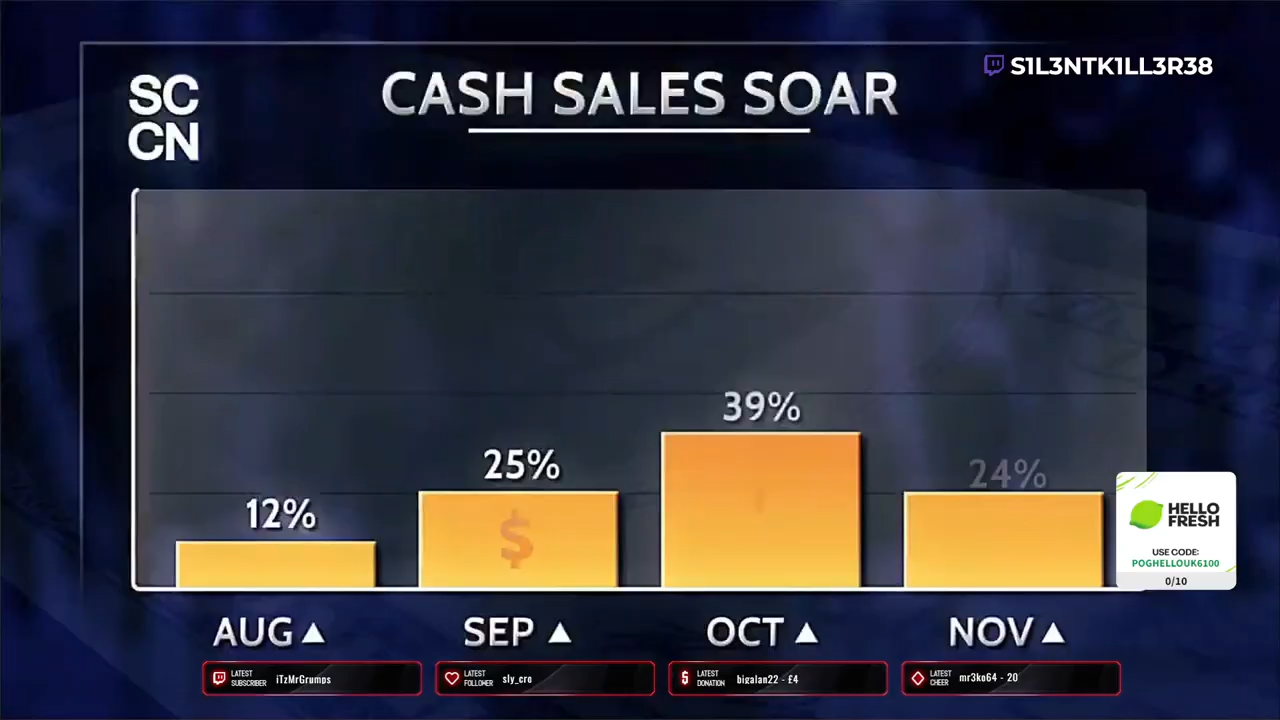 SC
CN
CASH SALES SOAR
S1L3NTK1LL3R38
12%
25%
$
39%
24%
HELLO
FRESH
USE CODE:
POGHELLOUK6100
0/10
AUG ▲
SEP ▲
OCT ▲
NOV ▲
LATEST
SUBSCRIBER
iTzMrGrumps
LATEST
FOLLOWER
sly_cro
$
LATEST
DONATION
bigalan22 - £4
LATEST
CHEER
mr3ko64 - 20